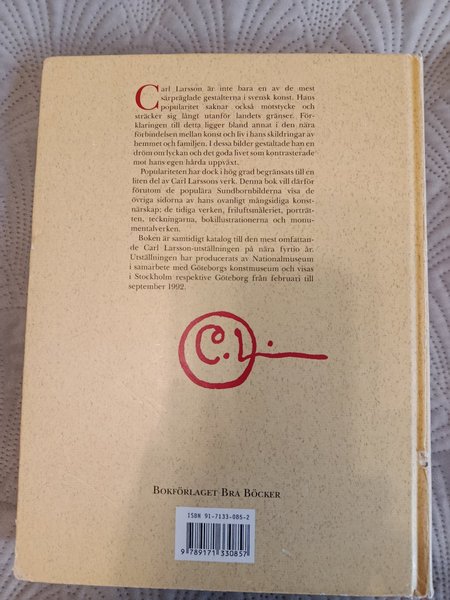 Carl Larsson är inte bara en av de mest
särpräglade gestalterna i svensk konst. Hans
popularitet saknar också motstycke och
sträcker sig långt utanför landets gränser. För-
klaringen till detta ligger bland annat i den nära
förbindelsen mellan konst och liv i hans skildringar av
hemmet och familjen. I dessa bilder gestaltade han en
dröm om lyckan och det goda livet som kontrasterade
mot hans egen hårda uppväxt.
Populariteten har dock i hög grad begränsats till en
liten del av Carl Larssons verk. Denna bok vill därför
förutom de populära Sundbornbilderna visa de
övriga sidorna av hans ovanligt mångsidiga konst-
närskap: de tidiga verken, friluftsmåleriet, porträt-
ten, teckningarna, bokillustrationerna och monu-
mentalverken.
Boken är samtidigt katalog till den mest omfattan-
de Carl Larsson-utställningen på nära fyrtio år.
Utställningen har producerats av Nationalmuseum
i samarbete med Göteborgs konstmuseum och visas
i Stockholm respektive Göteborg från februari till
september 1992.
C.L.
BOKFÖRLAGET BRA BÖCKER
ISBN 91-7133-085-2
9 789171 330857